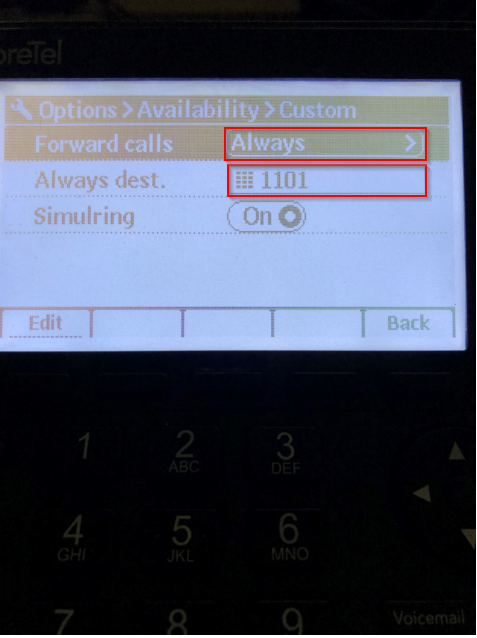 oreTel
Options > Availability > Custom
Forward calls Always >
Always dest. 1101
Simulring On
Edit Back
1 2 3
ABC DEF
4 5 6
GHI JKL MNO
7 8 9
Voicemail